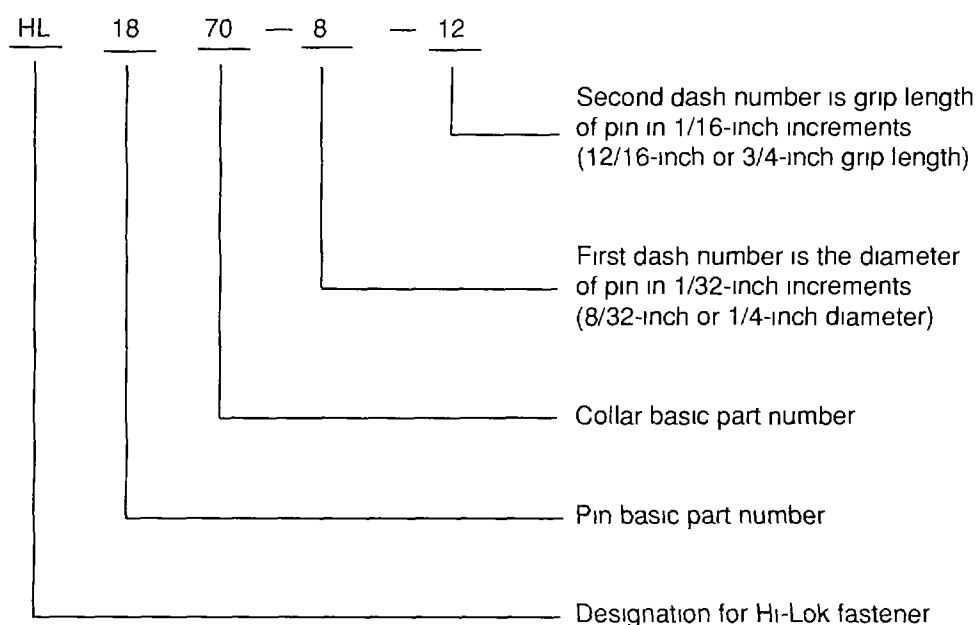 HL 18 70 — 8 — 12
Second dash number is grip length
of pin in 1/16-inch increments
(12/16-inch or 3/4-inch grip length)
First dash number is the diameter
of pin in 1/32-inch increments
(8/32-inch or 1/4-inch diameter)
Collar basic part number
Pin basic part number
Designation for Hi-Lok fastener